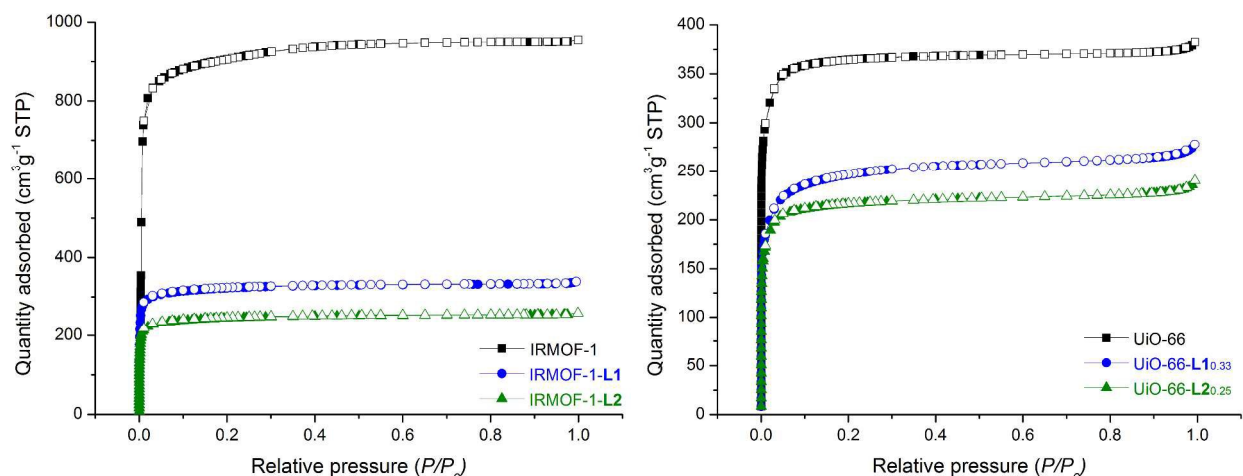 Quantity adsorbed (cm³g⁻¹ STP)
1000
800
600
400
200
0
0.0 0.2 0.4 0.6 0.8 1.0
Relative pressure (P/P₀)
IRMOF-1
IRMOF-1-L1
IRMOF-1-L2
Quantity adsorbed (cm³g⁻¹ STP)
400
350
300
250
200
150
100
50
0
0.0 0.2 0.4 0.6 0.8 1.0
Relative pressure (P/P₀)
UiO-66
UiO-66-L10.33
UiO-66-L20.25